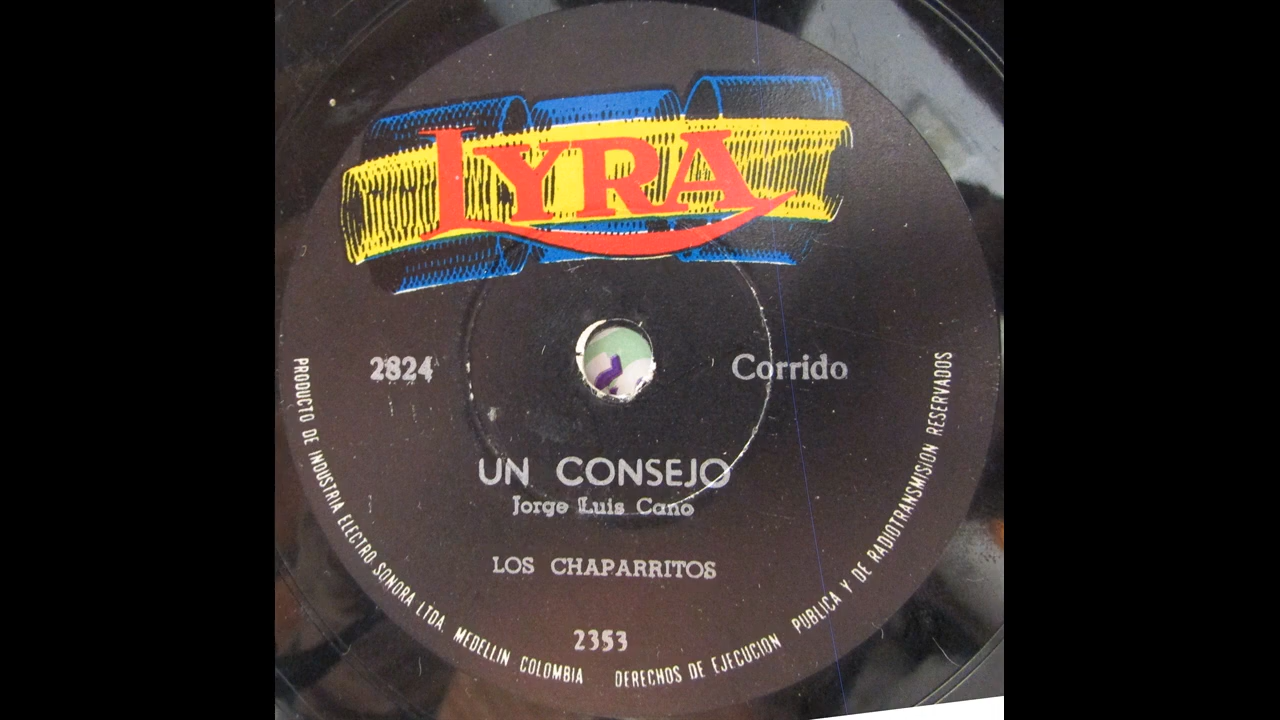 LYRA
2824
Corrido
UN CONSEJO
Jorge Luis Cano
LOS CHAPARRITOS
2353
PRODUCTO DE INDUSTRIA ELECTRO-SONORA LTDA. MEDELLIN COLOMBIA DERECHOS DE EJECUCION PUBLICA Y DE RADIOTRANSMISION RESERVADOS